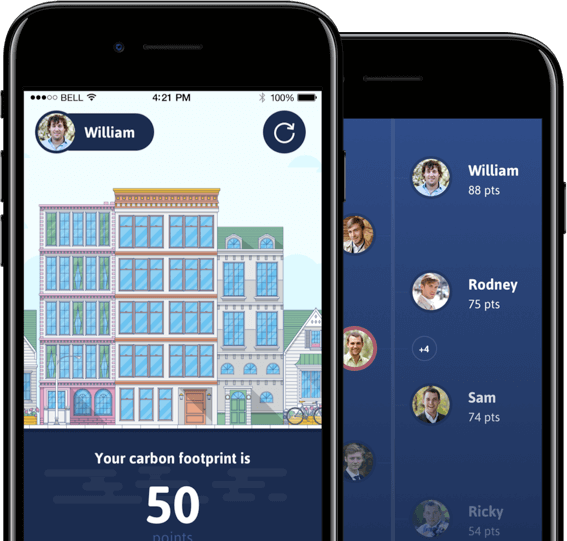 BELL 4:21 PM 100%
William
Your carbon footprint is
50
points
William
88 pts
Rodney
75 pts
+4
Sam
74 pts
Ricky
54 pts